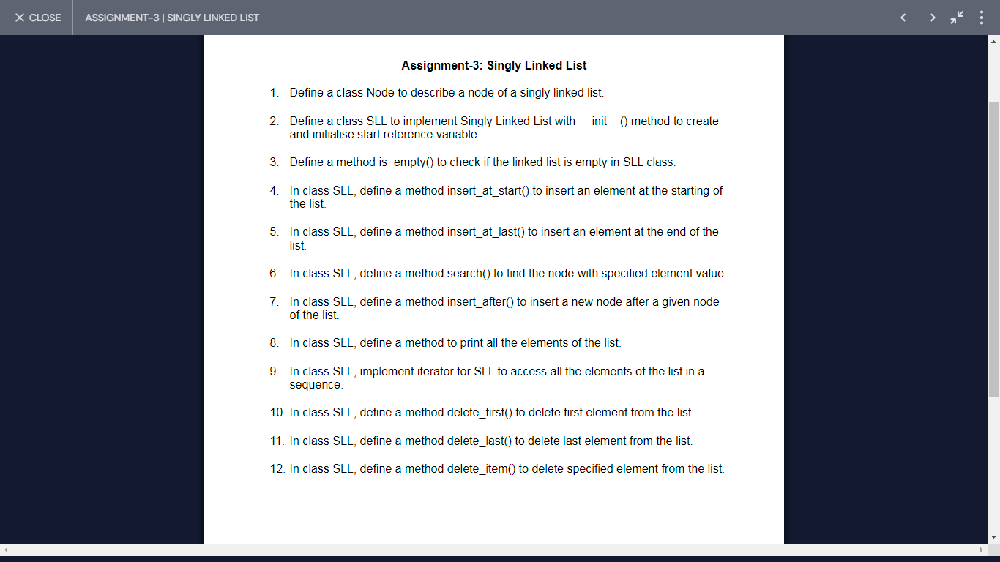 CLOSE
ASSIGNMENT-3 | SINGLY LINKED LIST
Assignment-3: Singly Linked List
1. Define a class Node to describe a node of a singly linked list.
2. Define a class SLL to implement Singly Linked List with __init__() method to create
and initialise start reference variable.
3. Define a method is_empty() to check if the linked list is empty in SLL class.
4. In class SLL, define a method insert_at_start() to insert an element at the starting of
the list.
5. In class SLL, define a method insert_at_last() to insert an element at the end of the
list.
6. In class SLL, define a method search() to find the node with specified element value.
7. In class SLL, define a method insert_after() to insert a new node after a given node
of the list.
8. In class SLL, define a method to print all the elements of the list.
9. In class SLL, implement iterator for SLL to access all the elements of the list in a
sequence.
10. In class SLL, define a method delete_first() to delete first element from the list.
11. In class SLL, define a method delete_last() to delete last element from the list.
12. In class SLL, define a method delete_item() to delete specified element from the list.